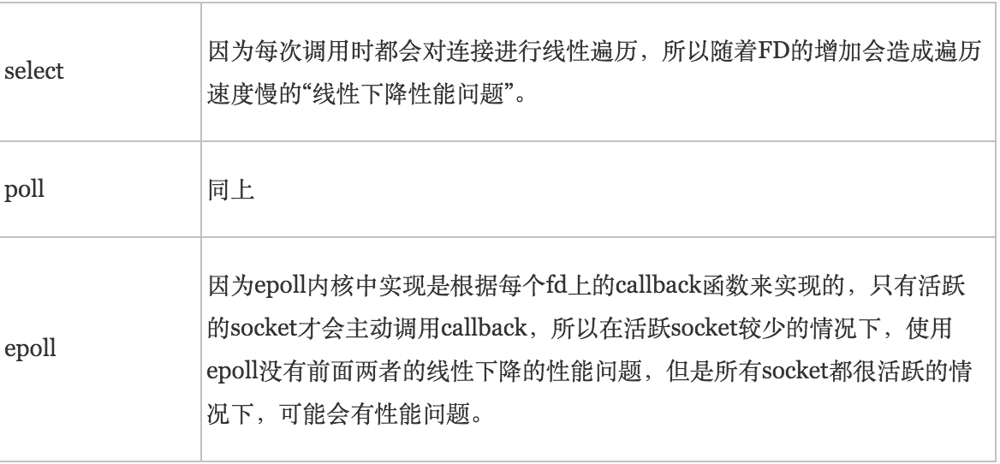 select
因为每次调用时都会对连接进行线性遍历，所以随着FD的增加会造成遍历
速度慢的“线性下降性能问题”。
poll
同上
epoll
因为epoll内核中实现是根据每个fd上的callback函数来实现的，只有活跃
的socket才会主动调用callback，所以在活跃socket较少的情况下，使用
epoll没有前面两者的线性下降的性能问题，但是所有socket都很活跃的情
况下，可能会有性能问题。